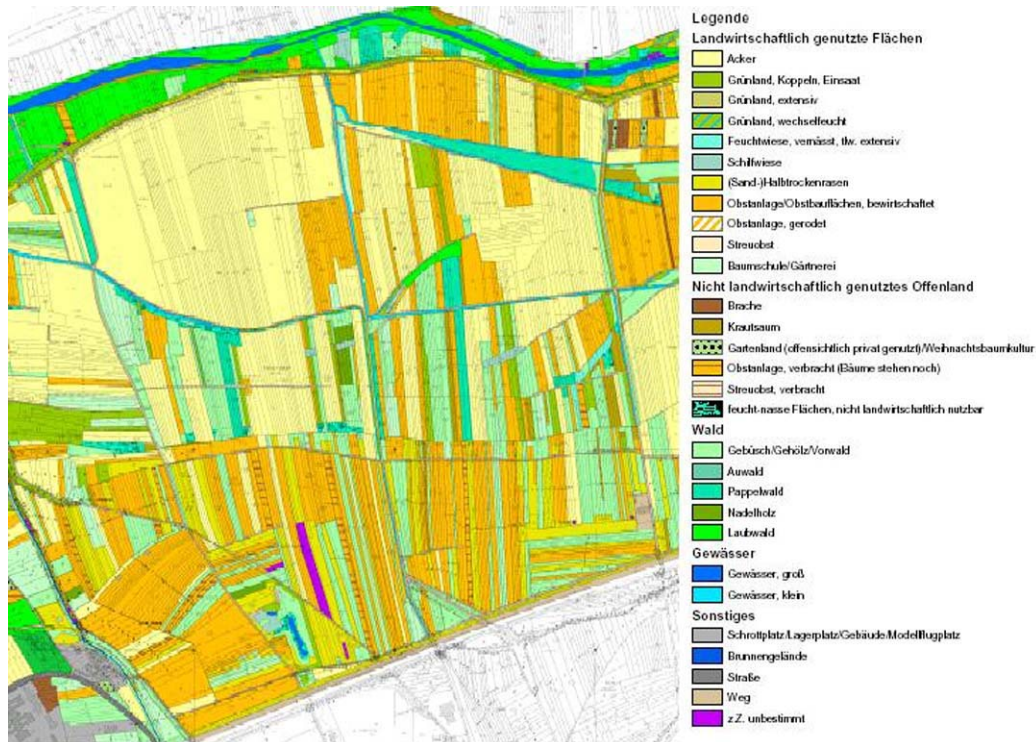 Legende
Landwirtschaftlich genutzte Flächen
Acker
Grünland, Koppeln, Einsaat
Grünland, extensiv
Grünland, wechselfeucht
Feuchtwiese, vernässt, tlw. extensiv
Schilfwiese
(Sand-)Halbtrockenrasen
Obstanlage/Obstbauflächen, bewirtschaftet
Obstanlage, gerodet
Streuobst
Baumschule/Gärtnerei
Nicht landwirtschaftlich genutztes Offenland
Brache
Krautsaum
Gartenland (offensichtlich privat genutzt)/Weihnachtsbaumkultur
Obstanlage, verbracht (Bäume stehen noch)
Streuobst, verbracht
feucht-nasse Flächen, nicht landwirtschaftlich nutzbar
Wald
Gebüsch/Gehölz/Vorwald
Auwald
Pappelwald
Nadelholz
Laubwald
Gewässer
Gewässer, groß
Gewässer, klein
Sonstiges
Schrottplatz/Lagerplatz/Gebäude/Modellflugplatz
Brunnengelände
Straße
Weg
z.Z. unbestimmt